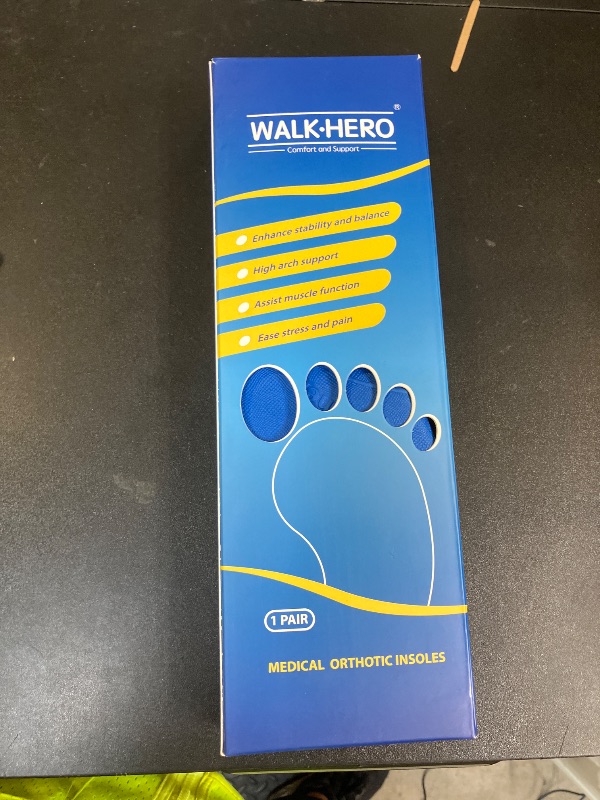 WALK·HERO®
Comfort and Support
Enhance stability and balance
High arch support
Assist muscle function
Ease stress and pain
1 PAIR
MEDICAL ORTHOTIC INSOLES